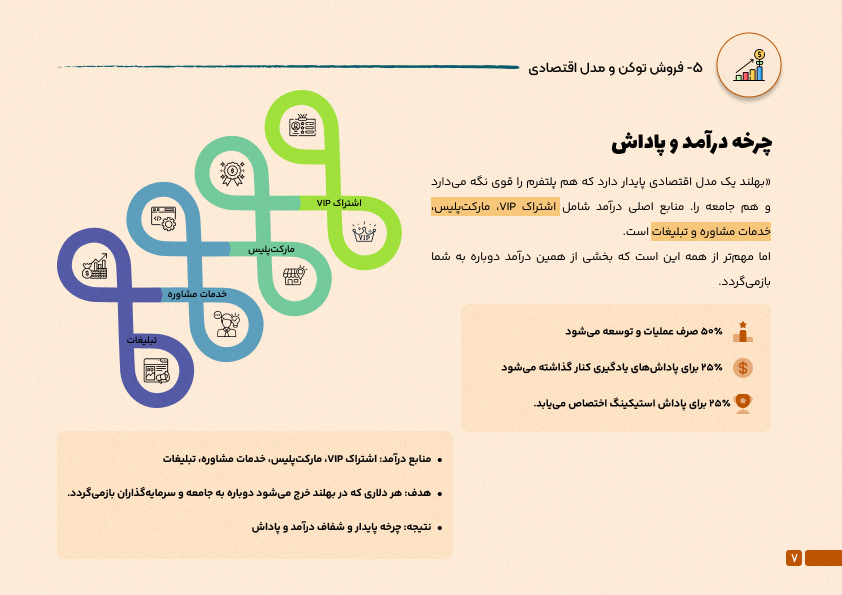 ۵- فروش توکن و مدل اقتصادی
چرخه درآمد و پاداش
«بهلند یک مدل اقتصادی پایدار دارد که هم پلتفرم را قوی نگه می‌دارد
و هم جامعه را. منابع اصلی درآمد شامل اشتراک VIP، مارکت‌پلیس،
خدمات مشاوره و تبلیغات است.
اما مهم‌تر از همه این است که بخشی از همین درآمد دوباره به شما
بازمی‌گردد.
۵۰٪ صرف عملیات و توسعه می‌شود
۲۵٪ برای پاداش‌های یادگیری کنار گذاشته می‌شود
۲۵٪ برای پاداش استیکینگ اختصاص می‌یابد.
اشتراک VIP
VIP
مارکت‌پلیس
خدمات مشاوره
تبلیغات
• منابع درآمد: اشتراک VIP، مارکت‌پلیس، خدمات مشاوره، تبلیغات
• هدف: هر دلاری که در بهلند خرج می‌شود دوباره به جامعه و سرمایه‌گذاران بازمی‌گردد.
• نتیجه: چرخه پایدار و شفاف درآمد و پاداش
۷